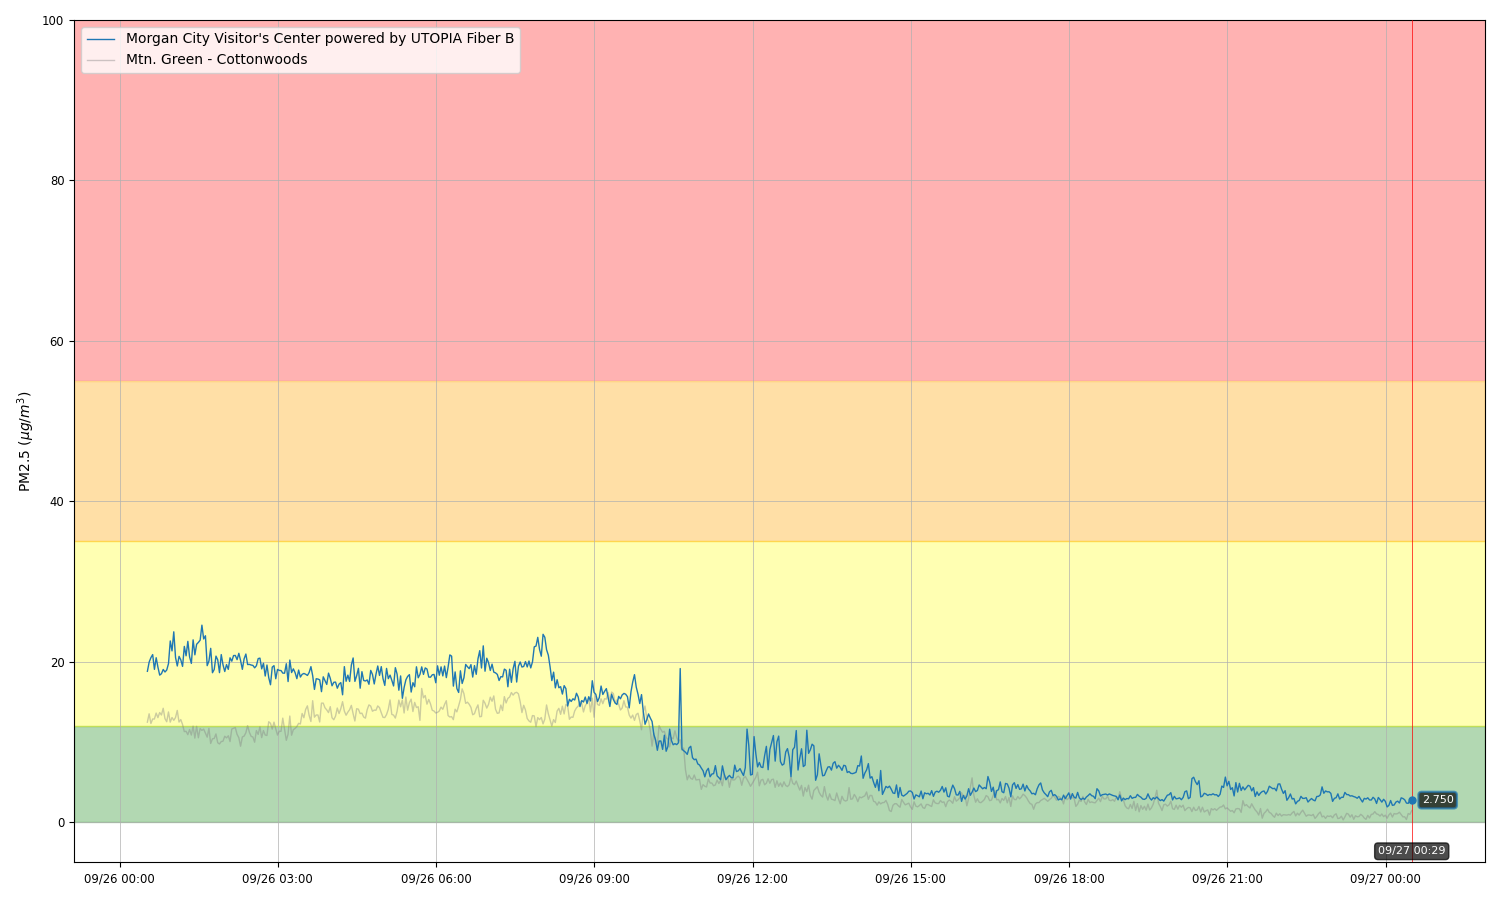 100
Morgan City Visitor's Center powered by UTOPIA Fiber B
Mtn. Green - Cottonwoods
80
60
PM2.5 (μg/m³)
40
20
2.750
0
09/27 00:29
09/26 00:00 09/26 03:00 09/26 06:00 09/26 09:00 09/26 12:00 09/26 15:00 09/26 18:00 09/26 21:00 09/27 00:00